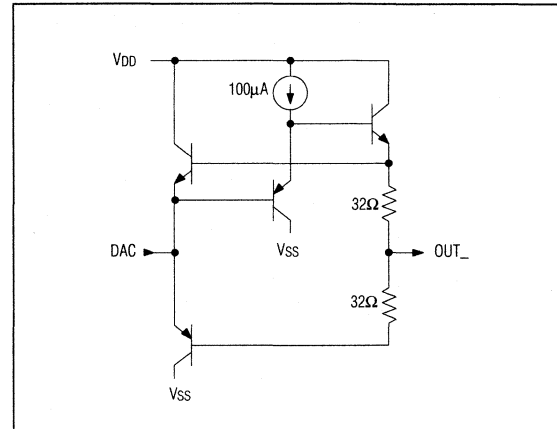 VDD
100µA
32Ω
VSS
DAC
OUT_
32Ω
VSS